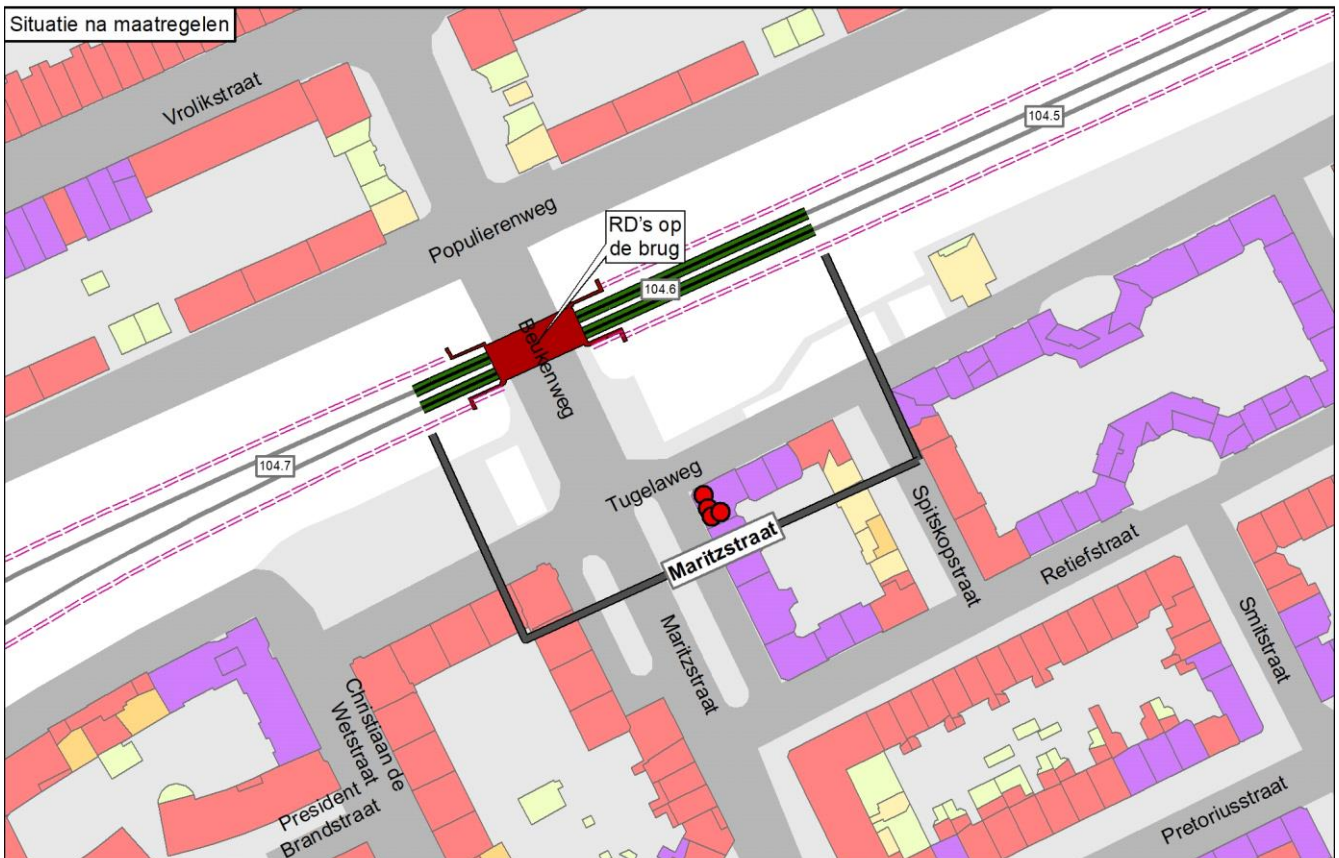 Situatie na maatregelen
Vrolikstraat
104.5
Populierenweg
RD's op
de brug
104.6
Beukenweg
104.7
Tugelaweg
Maritzstraat
Spitskopstraat
Retiefstraat
Maritzstraat
Smitstraat
Christiaan de
Wetstraat
President
Brandstraat
Pretoriusstraat